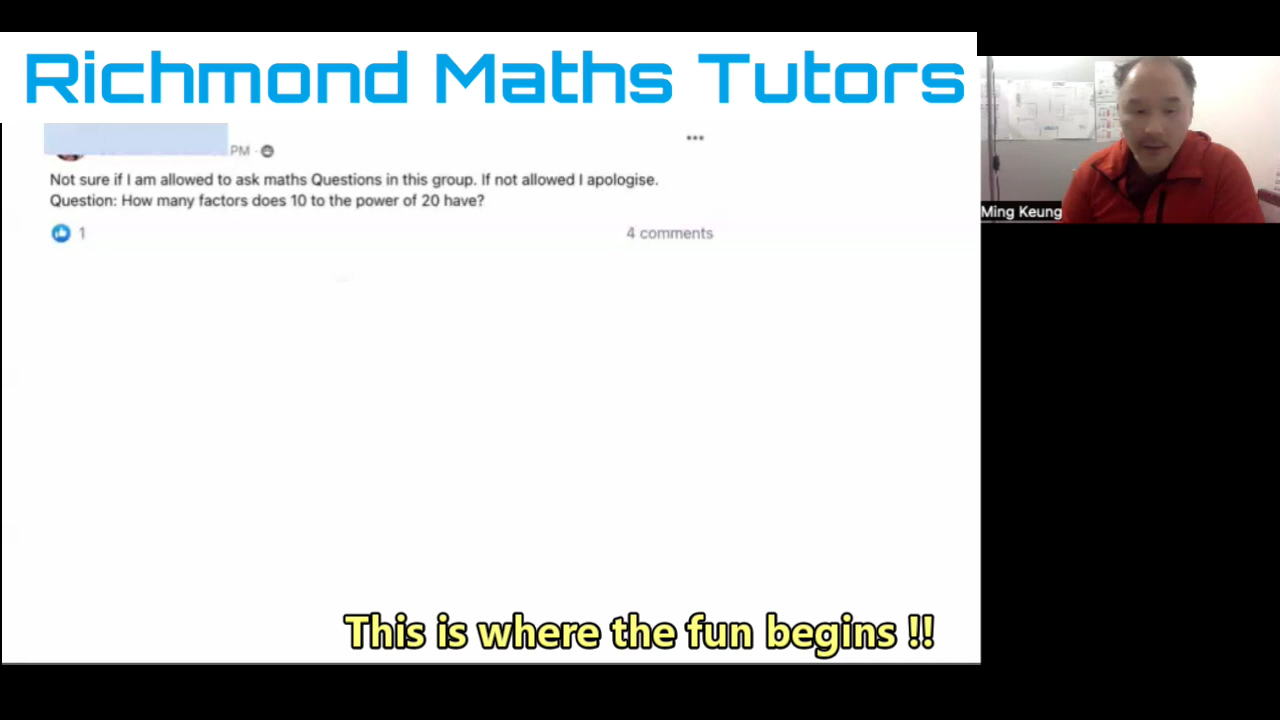 Richmond Maths Tutors
PM ·
Not sure if I am allowed to ask maths Questions in this group. If not allowed I apologise.
Question: How many factors does 10 to the power of 20 have?
1
4 comments
Ming Keung
This is where the fun begins !!